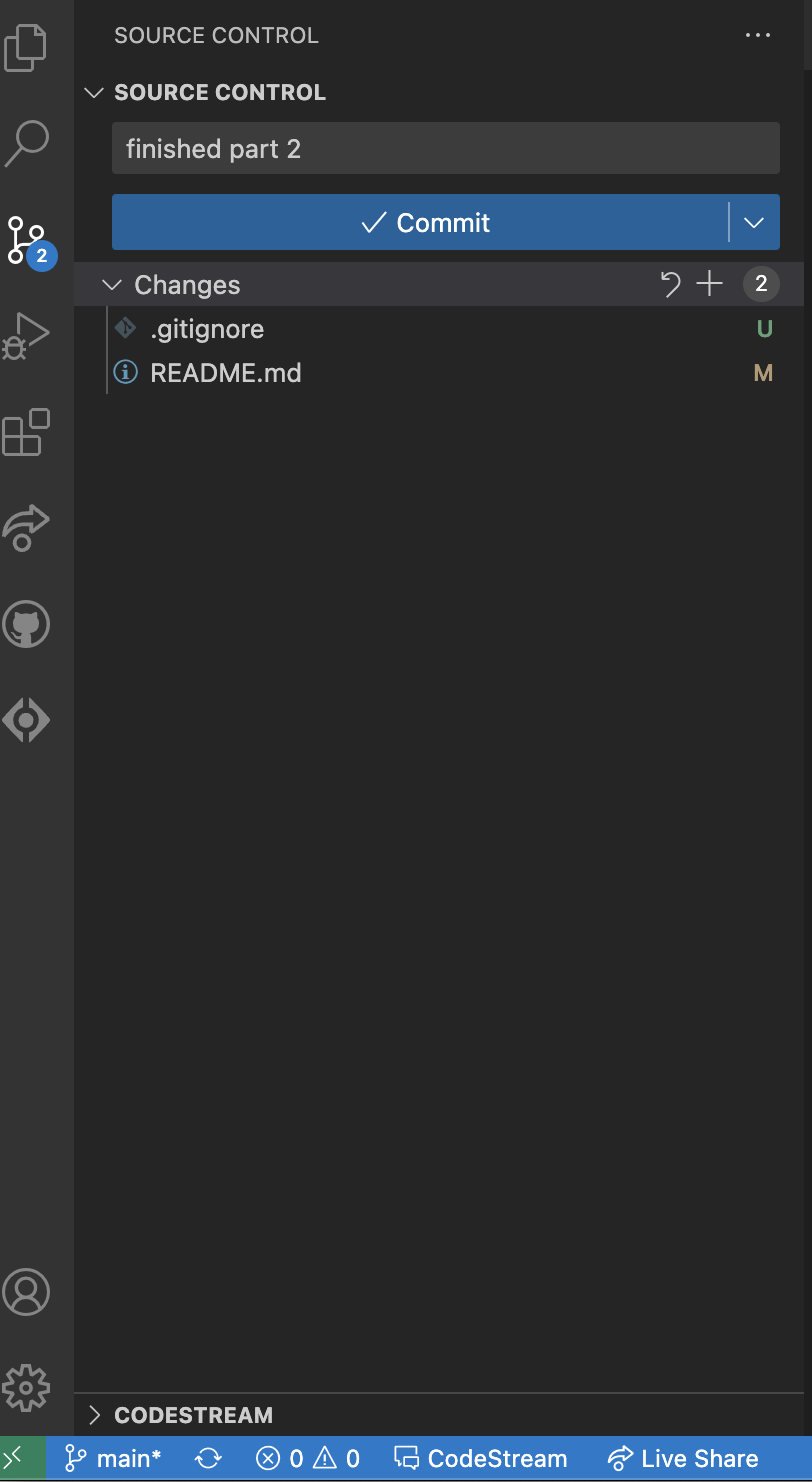 SOURCE CONTROL
SOURCE CONTROL
finished part 2
Commit
2
Changes 2
.gitignore U
README.md M
CODESTREAM
main* 0 0 CodeStream Live Share